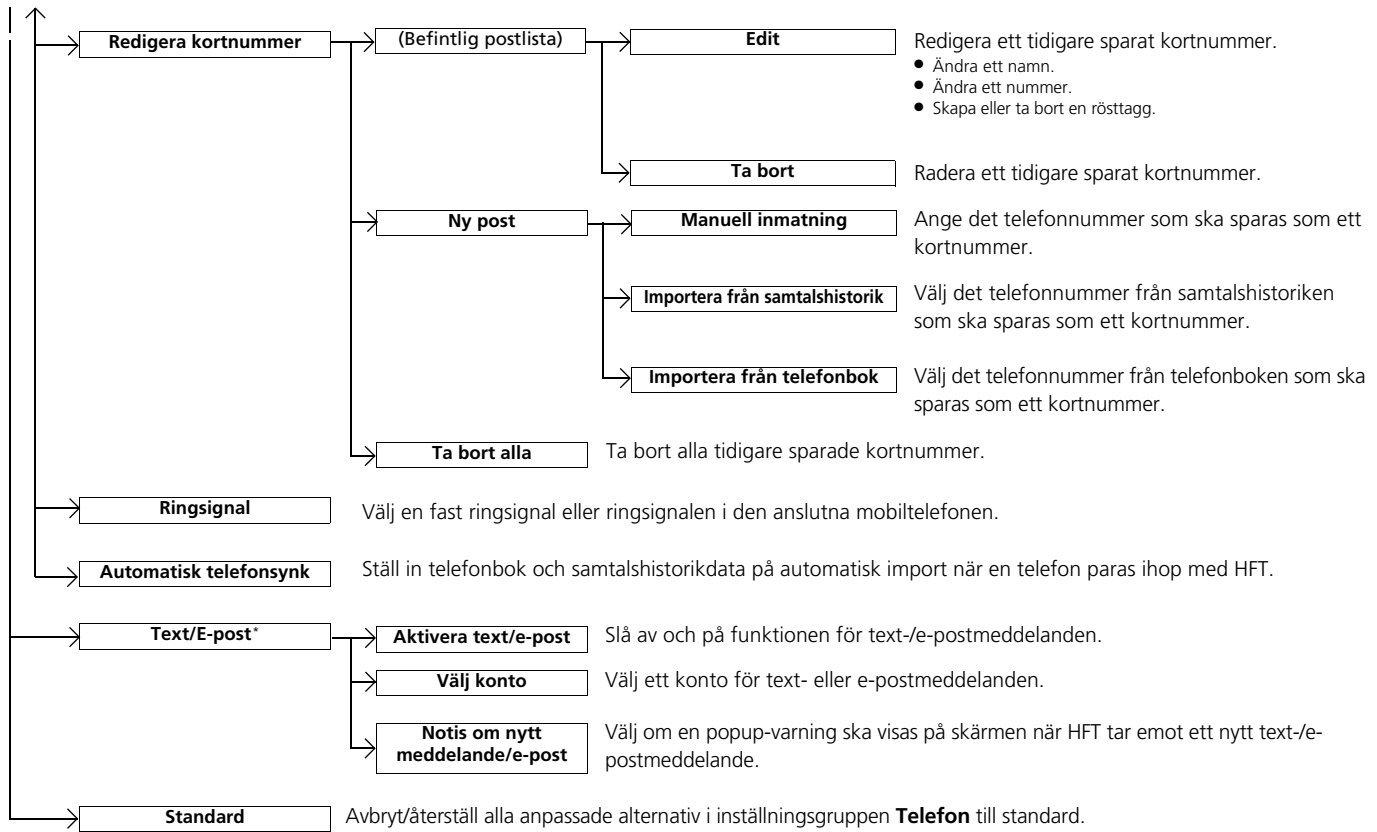 Redigera kortnummer
(Befintlig postlista)
Edit
Redigera ett tidigare sparat kortnummer.
● Ändra ett namn.
● Ändra ett nummer.
● Skapa eller ta bort en rösttagg.
Ta bort
Radera ett tidigare sparat kortnummer.
Ny post
Manuell inmatning
Ange det telefonnummer som ska sparas som ett
kortnummer.
Importera från samtalshistorik
Välj det telefonnummer från samtalshistoriken
som ska sparas som ett kortnummer.
Importera från telefonbok
Välj det telefonnummer från telefonboken som ska
sparas som ett kortnummer.
Ta bort alla
Ta bort alla tidigare sparade kortnummer.
Ringsignal
Välj en fast ringsignal eller ringsignalen i den anslutna mobiltelefonen.
Automatisk telefonsynk
Ställ in telefonbok och samtalshistorikdata på automatisk import när en telefon paras ihop med HFT.
Text/E-post*
Aktivera text/e-post
Slå av och på funktionen för text-/e-postmeddelanden.
Välj konto
Välj ett konto för text- eller e-postmeddelanden.
Notis om nytt
meddelande/e-post
Välj om en popup-varning ska visas på skärmen när HFT tar emot ett nytt text-/e-
postmeddelande.
Standard
Avbryt/återställ alla anpassade alternativ i inställningsgruppen Telefon till standard.